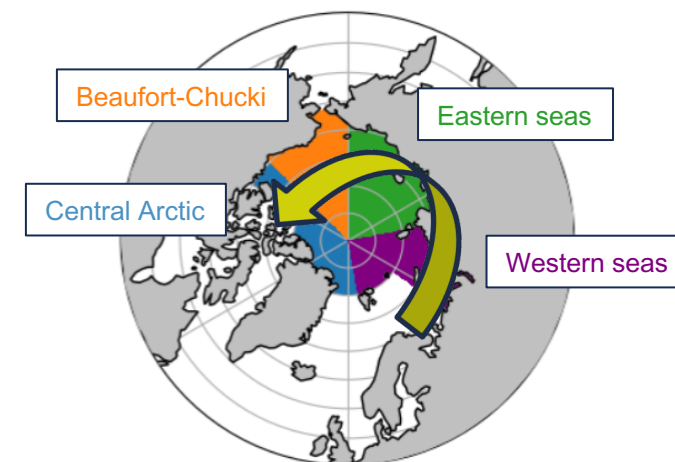 Beaufort-Chucki
Eastern seas
Central Arctic
Western seas